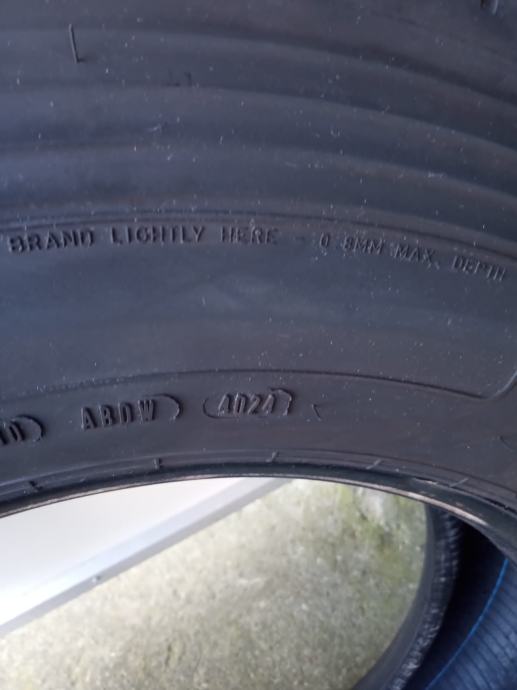 BRAND LIGHTLY HERE - 0.8MM MAX. DEPTH
ABDW 4024